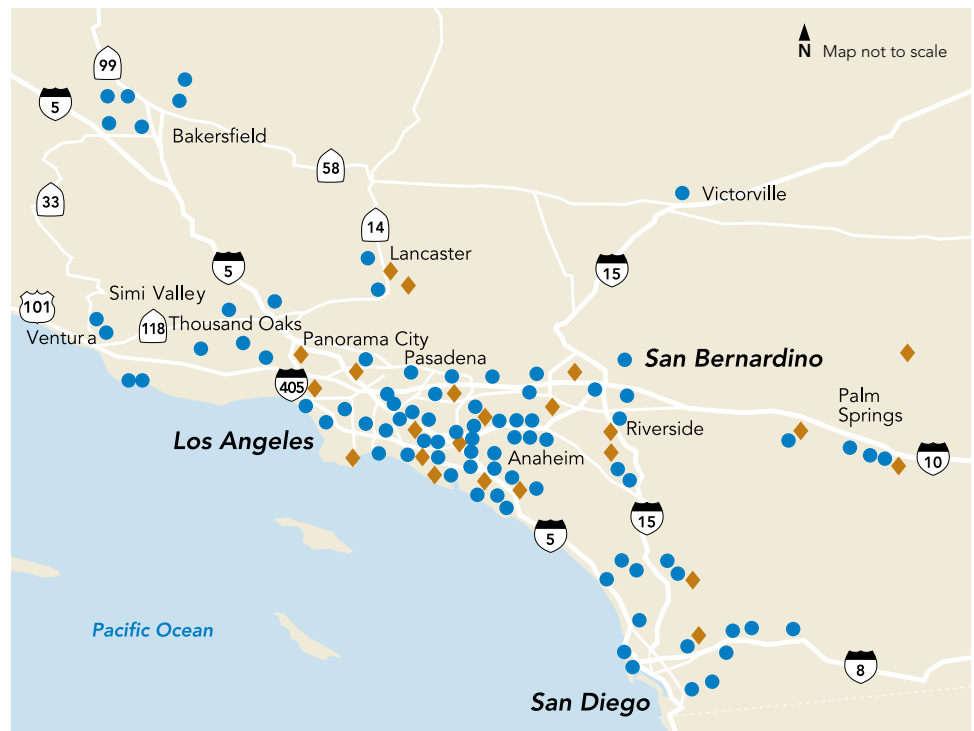 N Map not to scale
99
5
Bakersfield
58
33
Victorville
14
Lancaster
5
15
Simi Valley
101
118
Thousand Oaks
Ventura
Panorama City
Pasadena
San Bernardino
405
Palm
Springs
Los Angeles
Riverside
Anaheim
10
15
5
Pacific Ocean
8
San Diego